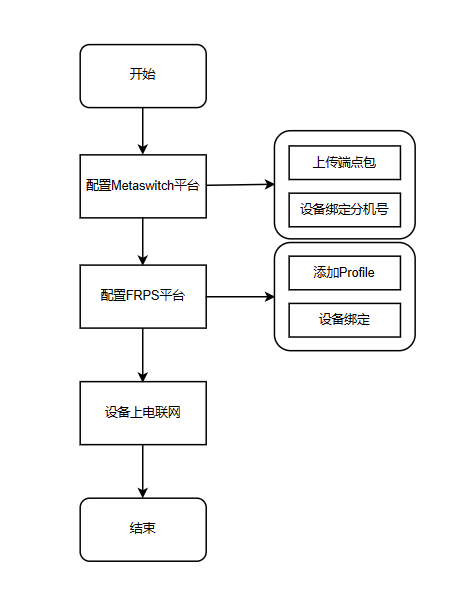 开始
配置Metaswitch平台
上传端点包
设备绑定分机号
配置FRPS平台
添加Profile
设备绑定
设备上电联网
结束